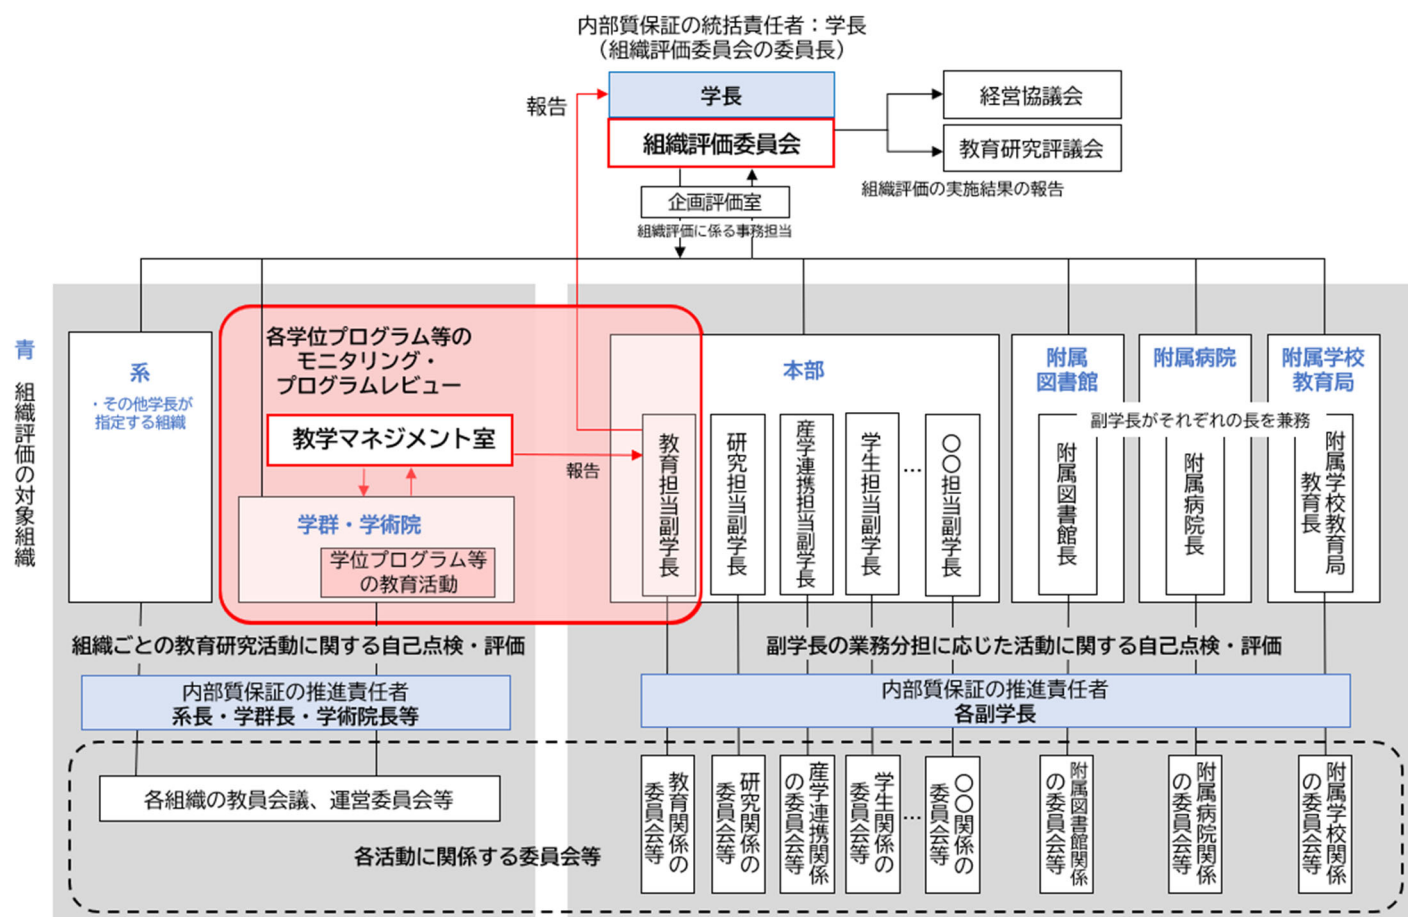 内部質保証の統括責任者：学長
（組織評価委員会の委員長）
学長
組織評価委員会
報告
経営協議会
教育研究評議会
組織評価の実施結果の報告
企画評価室
組織評価に係る事務担当
青 組織評価の対象組織
系
・その他学長が
指定する組織
各学位プログラム等の
モニタリング・
プログラムレビュー
教学マネジメント室
報告
学群・学術院
学位プログラム等
の教育活動
本部
教育担当副学長
研究担当副学長
産学連携担当副学長
学生担当副学長
…
〇〇担当副学長
附属
図書館
附属病院
附属学校
教育局
副学長がそれぞれの長を兼務
附属図書館長
附属病院長
附属学校教育局
教育長
組織ごとの教育研究活動に関する自己点検・評価
副学長の業務分担に応じた活動に関する自己点検・評価
内部質保証の推進責任者
系長・学群長・学術院長等
内部質保証の推進責任者
各副学長
各組織の教員会議、運営委員会等
各活動に関係する委員会等
教育関係の
委員会等
研究関係の
委員会等
産学連携関係
の委員会等
学生関係の
委員会等
…
〇〇関係の
委員会等
附属図書館関係
の委員会等
附属病院関係
の委員会等
附属学校関係
の委員会等